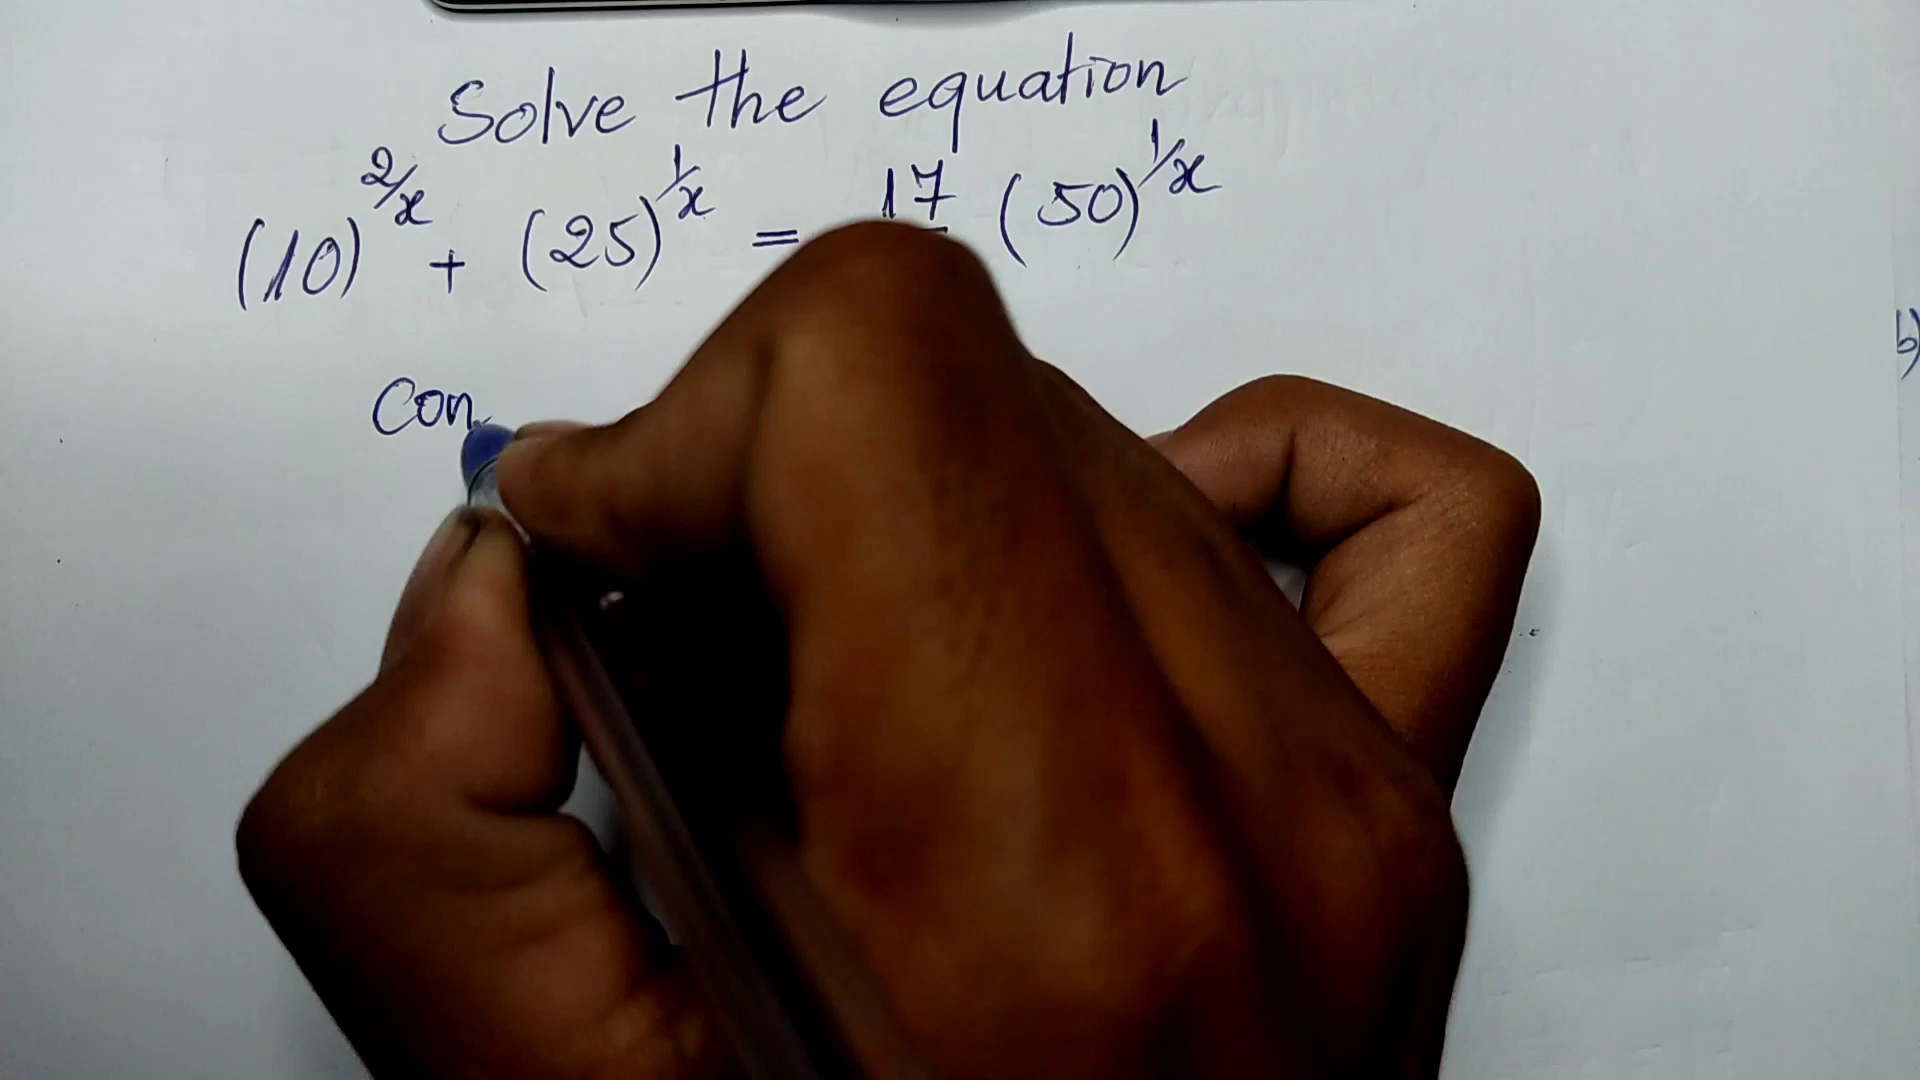 Solve the equation
(10)^{2/x} + (25)^{1/x} = 17 (50)^{1/x}
Con
b)